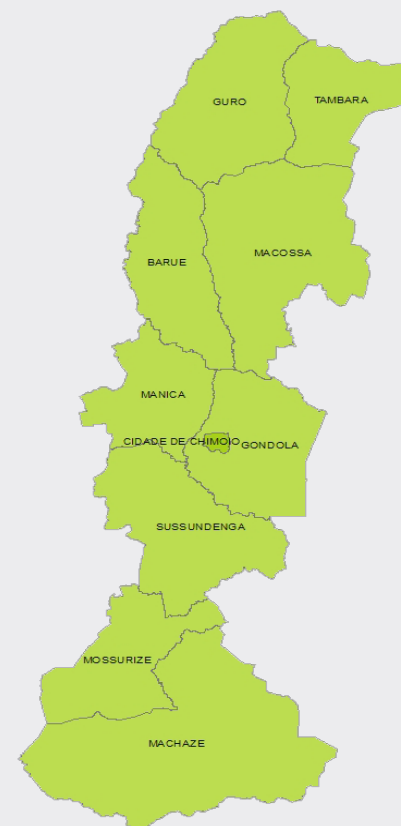 GURO
TAMBARA
BARUE
MACOSSA
MANICA
CIDADE DE CHIMOIO
GONDOLA
SUSSUNDENGA
MOSSURIZE
MACHAZE